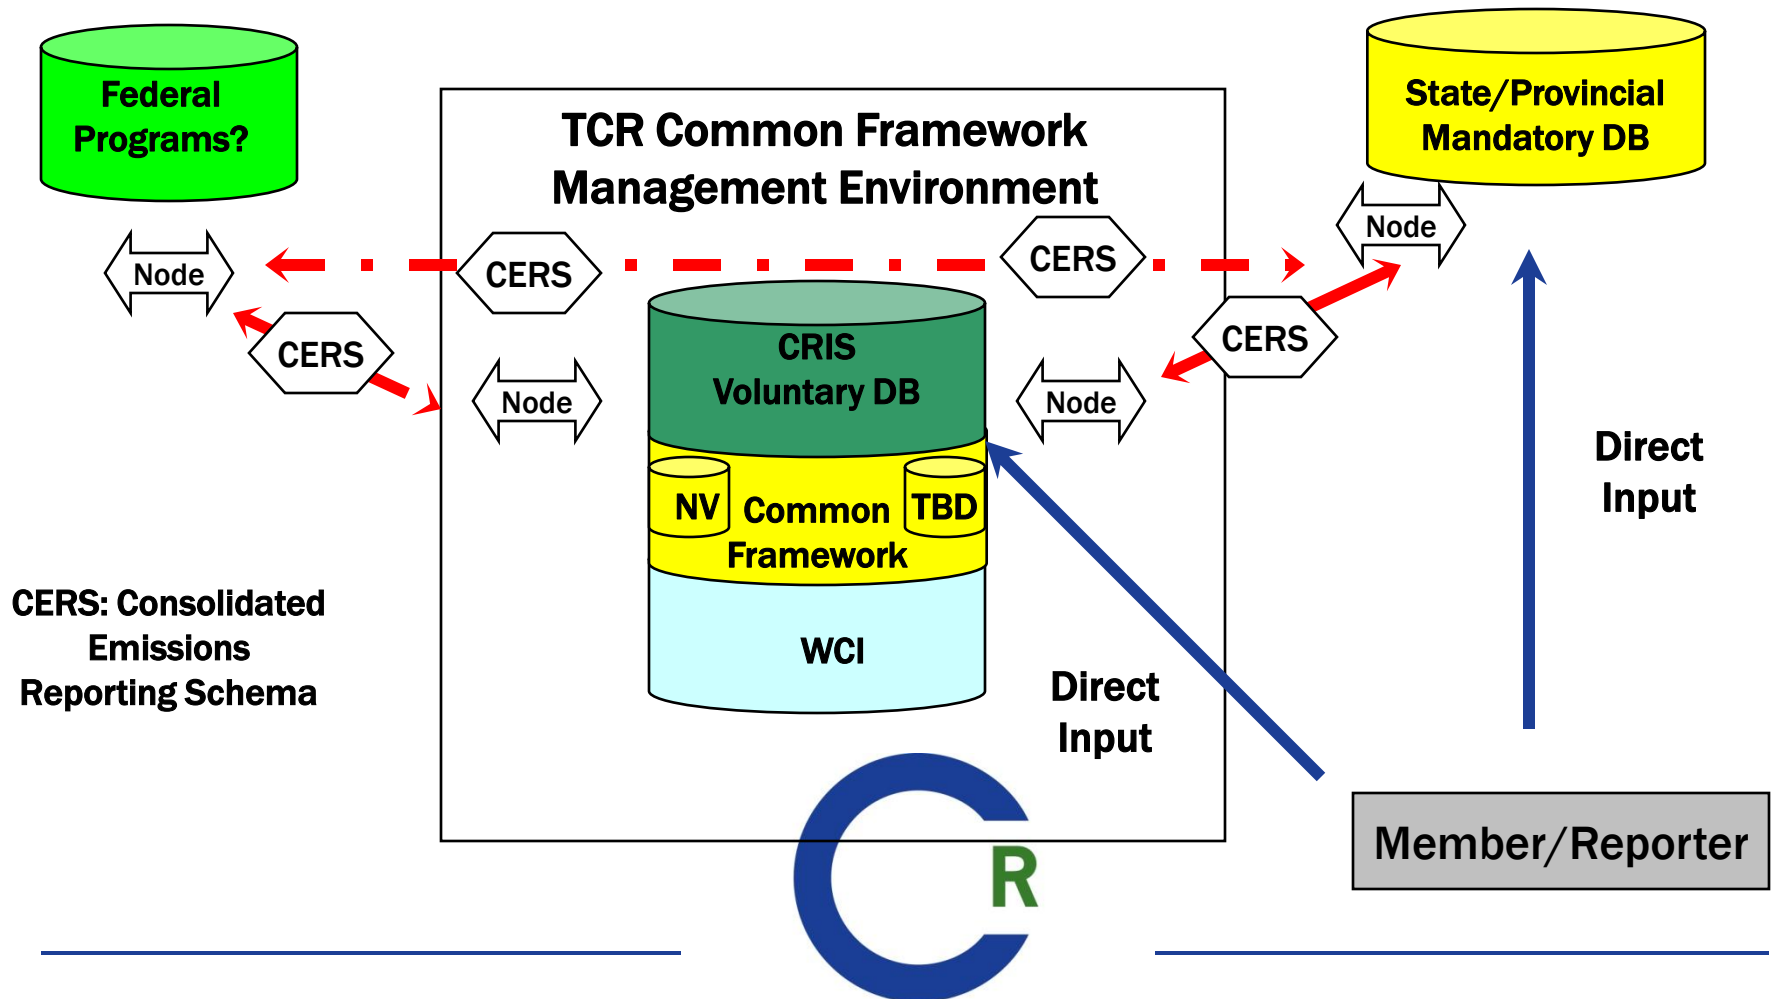 Federal
Programs?
TCR Common Framework
Management Environment
State/Provincial
Mandatory DB
Node
CERS
CERS
Node
CERS
CERS
Node
CRIS
Voluntary DB
Node
NV
Common
Framework
TBD
Direct
Input
CERS: Consolidated
Emissions
Reporting Schema
WCI
Direct
Input
Member/Reporter
C
R